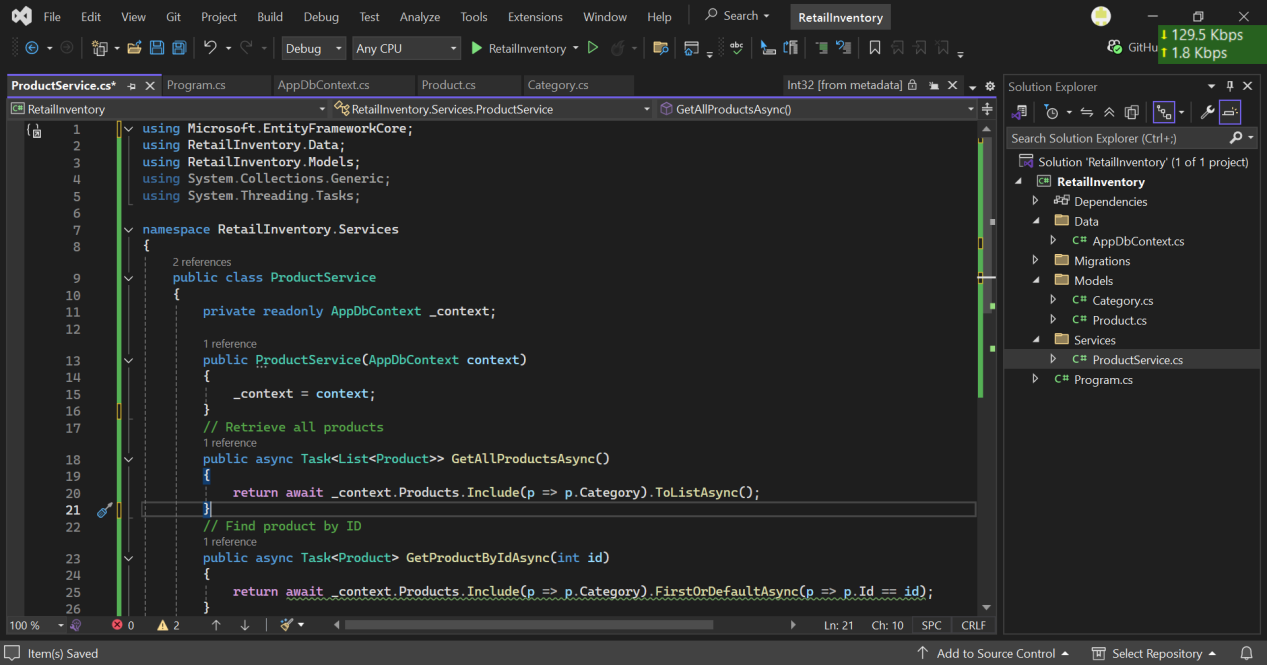 File Edit View Git Project Build Debug Test Analyze Tools Extensions Window Help Search RetailInventory
129.5 Kbps
1.8 Kbps
Debug Any CPU RetailInventory GitHu
ProductService.cs* Program.cs AppDbContext.cs Product.cs Category.cs Int32 [from metadata]
RetailInventory RetailInventory.Services.ProductService GetAllProductsAsync()
1 using Microsoft.EntityFrameworkCore;
2 using RetailInventory.Data;
3 using RetailInventory.Models;
4 using System.Collections.Generic;
5 using System.Threading.Tasks;
6
7 namespace RetailInventory.Services
8 {
2 references
9 public class ProductService
10 {
11 private readonly AppDbContext _context;
12
1 reference
13 public ProductService(AppDbContext context)
14 {
15 _context = context;
16 }
17 // Retrieve all products
1 reference
18 public async Task<List<Product>> GetAllProductsAsync()
19 {
20 return await _context.Products.Include(p => p.Category).ToListAsync();
21 }
22 // Find product by ID
1 reference
23 public async Task<Product> GetProductByIdAsync(int id)
24 {
25 return await _context.Products.Include(p => p.Category).FirstOrDefaultAsync(p => p.Id == id);
26 }
100 % 0 2 Ln: 21 Ch: 10 SPC CRLF
Solution Explorer
Search Solution Explorer (Ctrl+;)
Solution 'RetailInventory' (1 of 1 project)
C# RetailInventory
Dependencies
Data
C# AppDbContext.cs
Migrations
Models
C# Category.cs
C# Product.cs
Services
C# ProductService.cs
C# Program.cs
Item(s) Saved Add to Source Control Select Repository